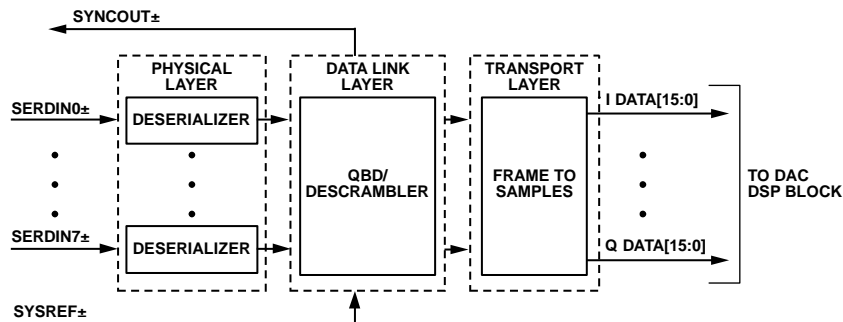 SYNCOUT±
PHYSICAL
LAYER
DATA LINK
LAYER
TRANSPORT
LAYER
SERDIN0±
DESERIALIZER
QBD/
DESCRAMBLER
FRAME TO
SAMPLES
I DATA[15:0]
TO DAC
DSP BLOCK
SERDIN7±
DESERIALIZER
Q DATA[15:0]
SYSREF±